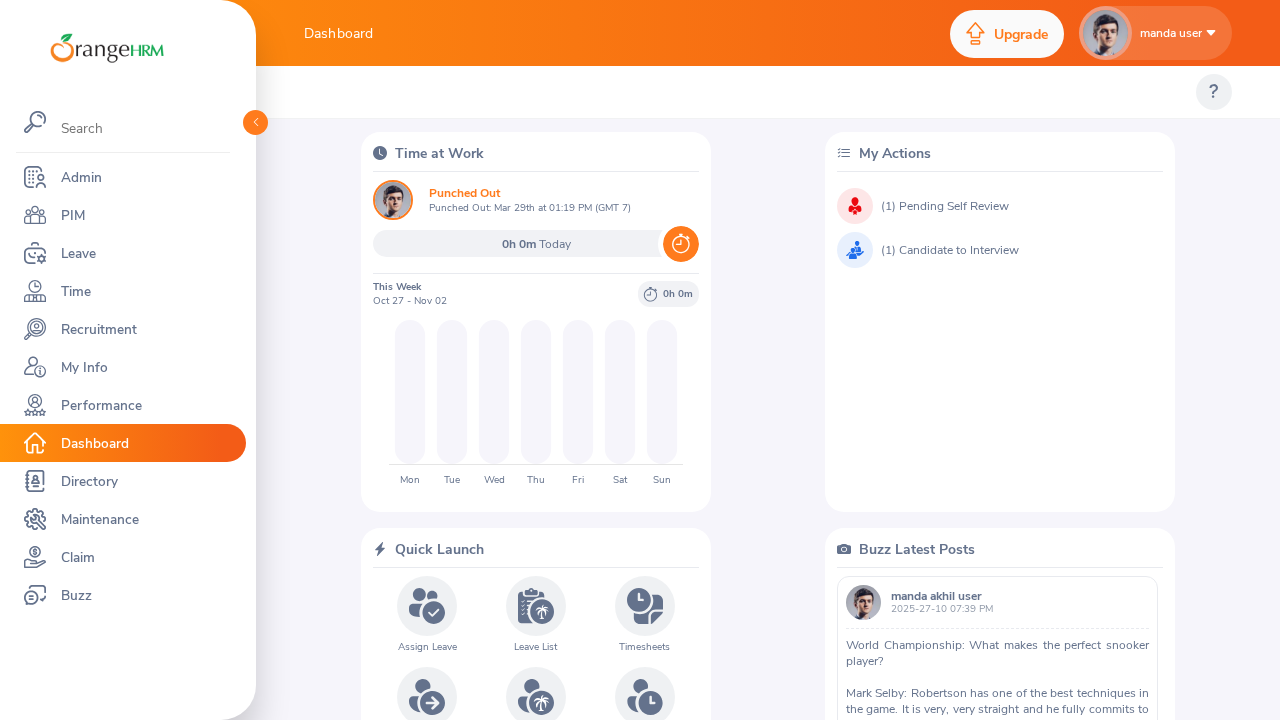 OrangeHRM
Search
Admin
PIM
Leave
Time
Recruitment
My Info
Performance
Dashboard
Directory
Maintenance
Claim
Buzz
Dashboard
Upgrade
manda user
?
Time at Work
Punched Out
Punched Out: Mar 29th at 01:19 PM (GMT 7)
0h 0m Today
This Week
Oct 27 - Nov 02
0h 0m
Mon Tue Wed Thu Fri Sat Sun
My Actions
(1) Pending Self Review
(1) Candidate to Interview
Quick Launch
Assign Leave
Leave List
Timesheets
Buzz Latest Posts
manda akhil user
2025-27-10 07:39 PM
World Championship: What makes the perfect snooker
player?
Mark Selby: Robertson has one of the best techniques in
the game. It is very, very straight and he fully commits to